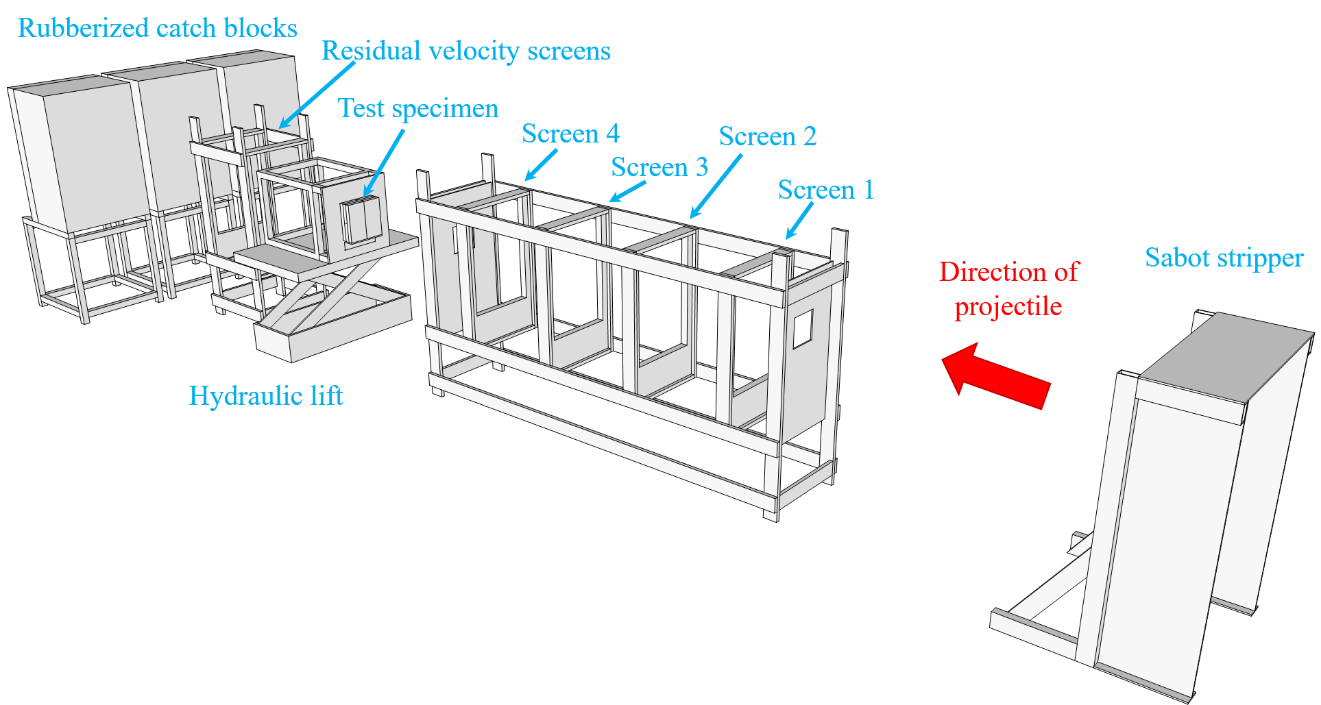 Rubberized catch blocks
Residual velocity screens
Test specimen
Screen 4
Screen 3
Screen 2
Screen 1
Direction of
projectile
Sabot stripper
Hydraulic lift